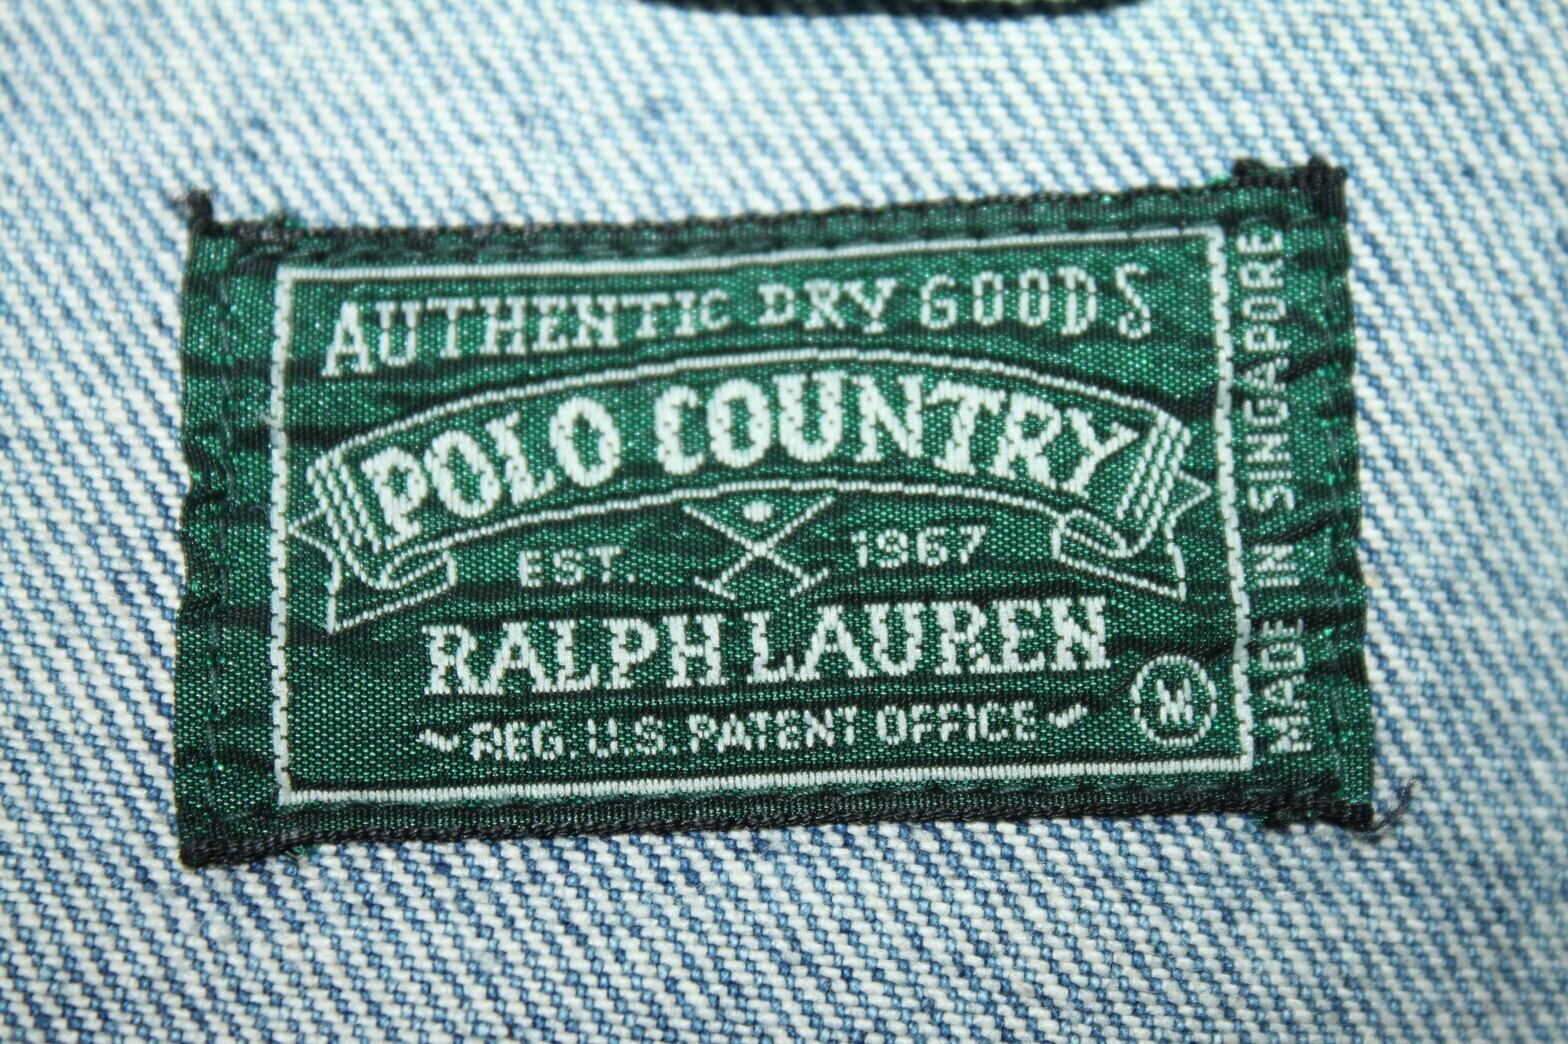 AUTHENTIC DRY GOODS
POLO COUNTRY
EST. 1967
RALPH LAUREN
REG. U.S. PATENT OFFICE
M
MADE IN SINGAPORE